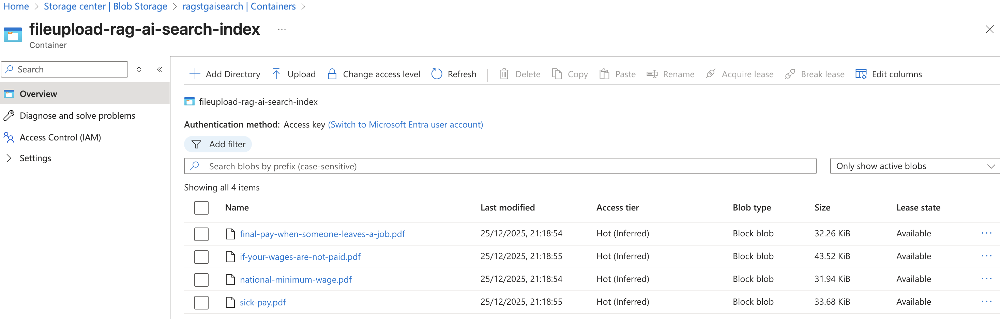 Home > Storage center | Blob Storage > ragstgaisearch | Containers >
fileupload-rag-ai-search-index ...
Container
Search
Overview
Diagnose and solve problems
Access Control (IAM)
Settings
Add Directory Upload Change access level Refresh Delete Copy Paste Rename Acquire lease Break lease Edit columns
fileupload-rag-ai-search-index
Authentication method: Access key (Switch to Microsoft Entra user account)
Add filter
Search blobs by prefix (case-sensitive) Only show active blobs
Showing all 4 items
Name Last modified Access tier Blob type Size Lease state
final-pay-when-someone-leaves-a-job.pdf 25/12/2025, 21:18:54 Hot (Inferred) Block blob 32.26 KiB Available ...
if-your-wages-are-not-paid.pdf 25/12/2025, 21:18:55 Hot (Inferred) Block blob 43.52 KiB Available ...
national-minimum-wage.pdf 25/12/2025, 21:18:54 Hot (Inferred) Block blob 31.94 KiB Available ...
sick-pay.pdf 25/12/2025, 21:18:55 Hot (Inferred) Block blob 33.68 KiB Available ...